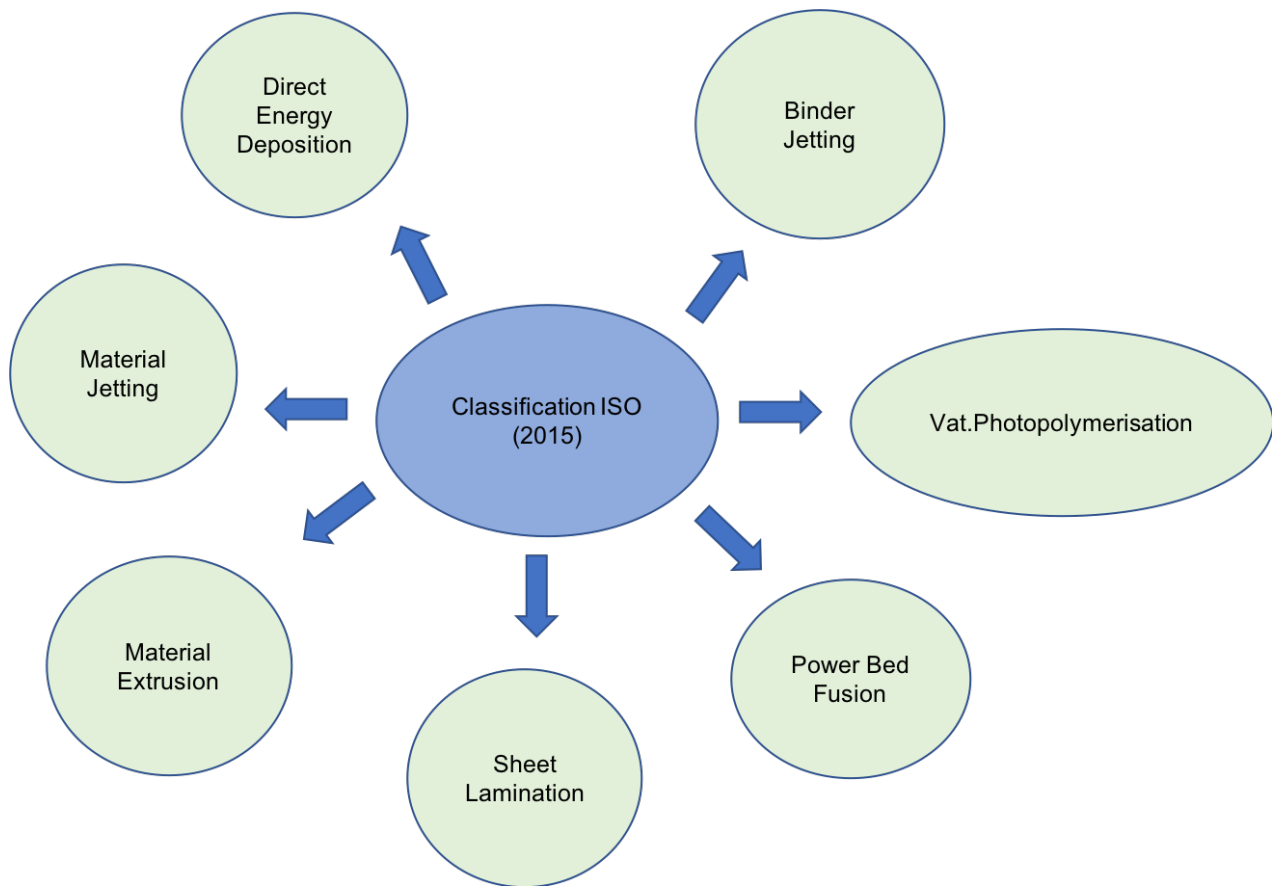 Direct
Energy
Deposition
Binder
Jetting
Material
Jetting
Classification ISO
(2015)
Vat.Photopolymerisation
Material
Extrusion
Power Bed
Fusion
Sheet
Lamination